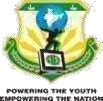 POWERING THE YOUTH
EMPOWERING THE NATION